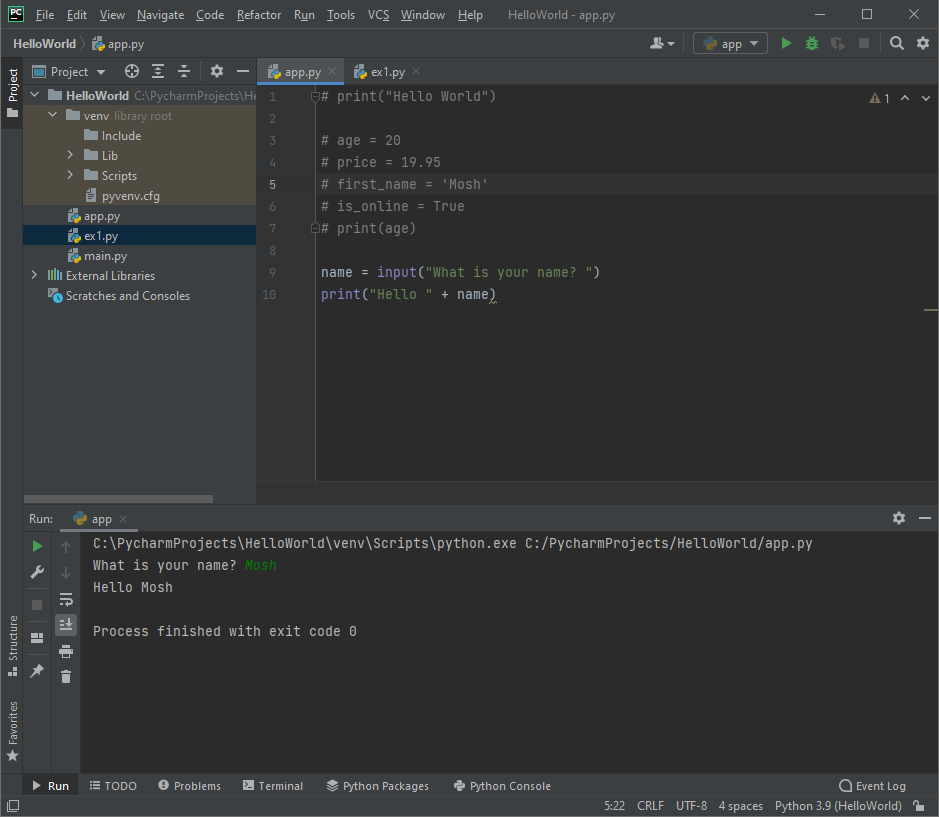 PC File Edit View Navigate Code Refactor Run Tools VCS Window Help HelloWorld - app.py
HelloWorld app.py app
Project
Project app.py ex1.py
HelloWorld C:\PycharmProjects\He
venv library root
Include
Lib
Scripts
pyvenv.cfg
app.py
ex1.py
main.py
External Libraries
Scratches and Consoles
1 # print("Hello World") 1
2
3 # age = 20
4 # price = 19.95
5 # first_name = 'Mosh'
6 # is_online = True
7 # print(age)
8
9 name = input("What is your name? ")
10 print("Hello " + name)
Run: app
C:\PycharmProjects\HelloWorld\venv\Scripts\python.exe C:/PycharmProjects/HelloWorld/app.py
What is your name? Mosh
Hello Mosh
Process finished with exit code 0
Structure
Favorites
Run TODO Problems Terminal Python Packages Python Console Event Log
5:22 CRLF UTF-8 4 spaces Python 3.9 (HelloWorld)